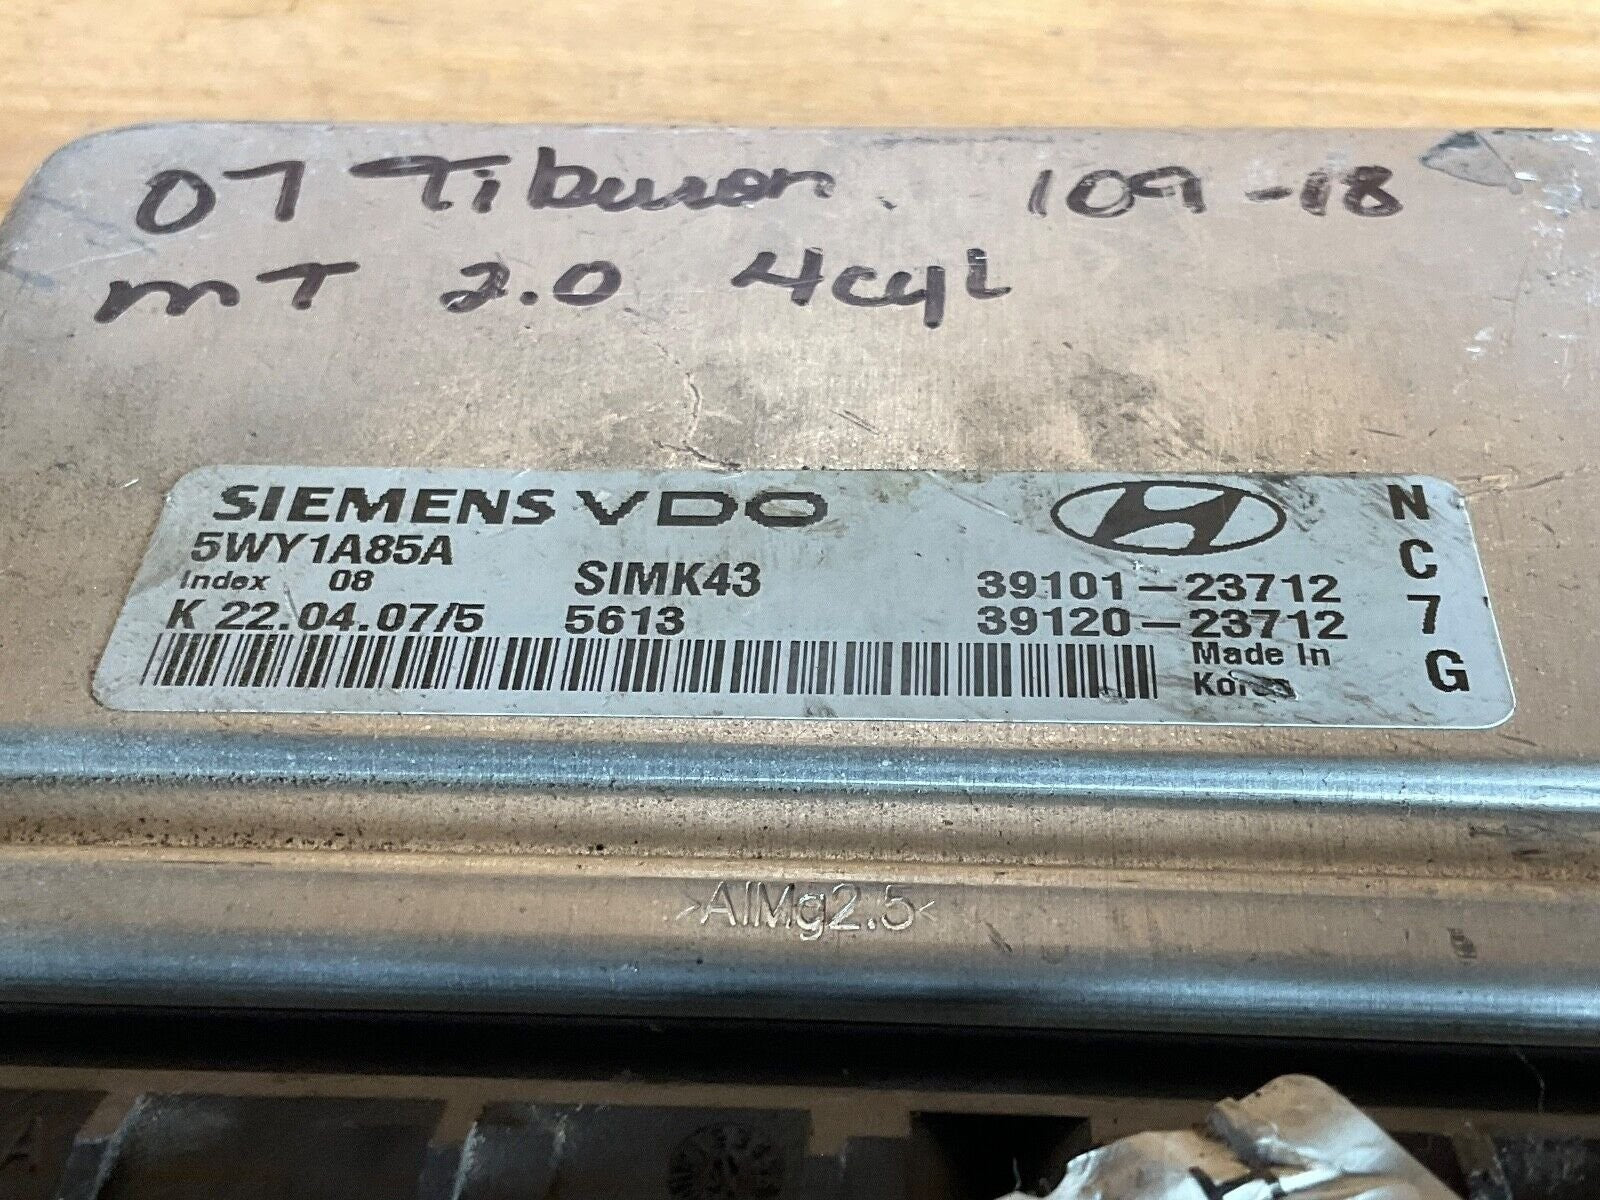 07 Tiburon 109-18
MT 2.0 4cyl
SIEMENS VDO
5WY1A85A
Index 08
SIMK43
K 22.04.07/5 5613
39101-23712
39120-23712
Made In
Korea
N
C
7
G
>AlMg2.5<